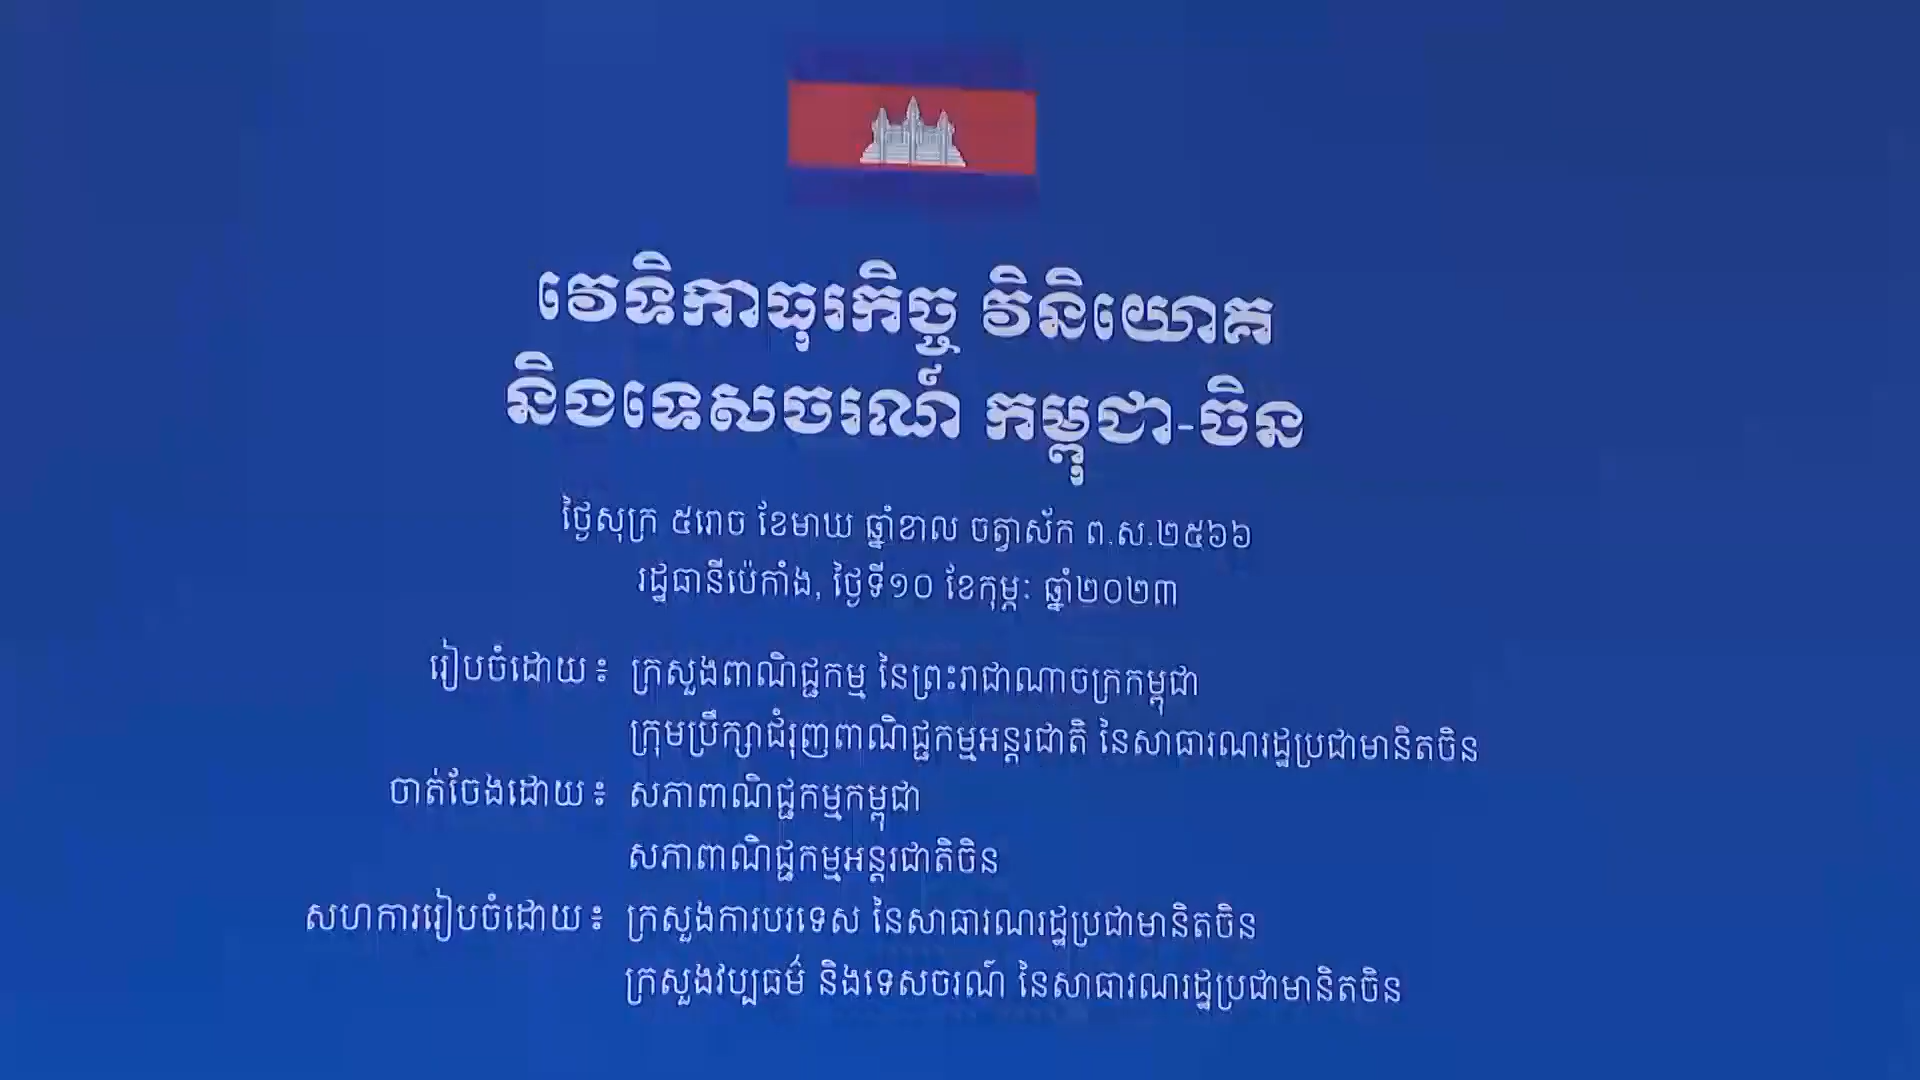 វេទិកាធុរកិច្ច វិនិយោគ
និងទេសចរណ៍ កម្ពុជា-ចិន
ថ្ងៃសុក្រ ៥រោច ខែមាឃ ឆ្នាំខាល ចត្វាស័ក ព.ស.២៥៦៦
រដ្ឋធានីប៉េកាំង, ថ្ងៃទី១០ ខែកុម្ភៈ ឆ្នាំ២០២៣
រៀបចំដោយ៖ ក្រសួងពាណិជ្ជកម្ម នៃព្រះរាជាណាចក្រកម្ពុជា
ក្រុមប្រឹក្សាជំរុញពាណិជ្ជកម្មអន្តរជាតិ នៃសាធារណរដ្ឋប្រជាមានិតចិន
ចាត់ចែងដោយ៖ សភាពាណិជ្ជកម្មកម្ពុជា
សភាពាណិជ្ជកម្មអន្តរជាតិចិន
សហការរៀបចំដោយ៖ ក្រសួងការបរទេស នៃសាធារណរដ្ឋប្រជាមានិតចិន
ក្រសួងវប្បធម៌ និងទេសចរណ៍ នៃសាធារណរដ្ឋប្រជាមានិតចិន